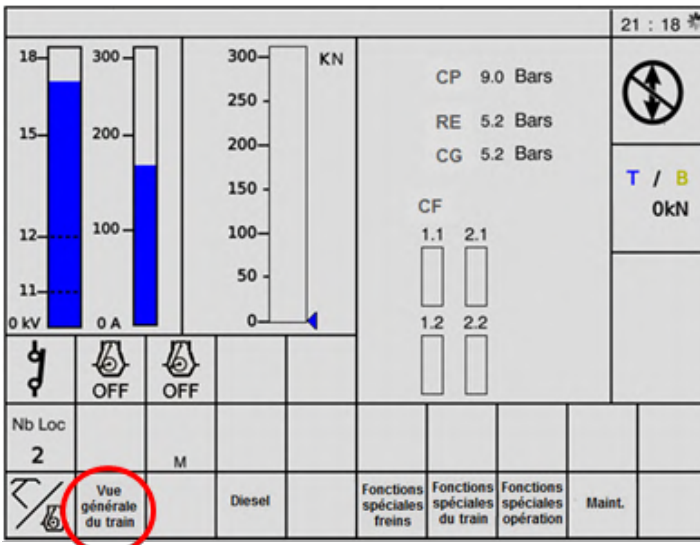 21 : 18
18
15
12
11
0 kV
300
200
100
0 A
300
250
200
150
100
50
0
KN
CP 9.0 Bars
RE 5.2 Bars
CG 5.2 Bars
CF
1.1 2.1
1.2 2.2
T / B
0kN
OFF OFF
Nb Loc
2
M
Vue
générale
du train
Diesel
Fonctions
spéciales
freins
Fonctions
spéciales
du train
Fonctions
spéciales
opération
Maint.